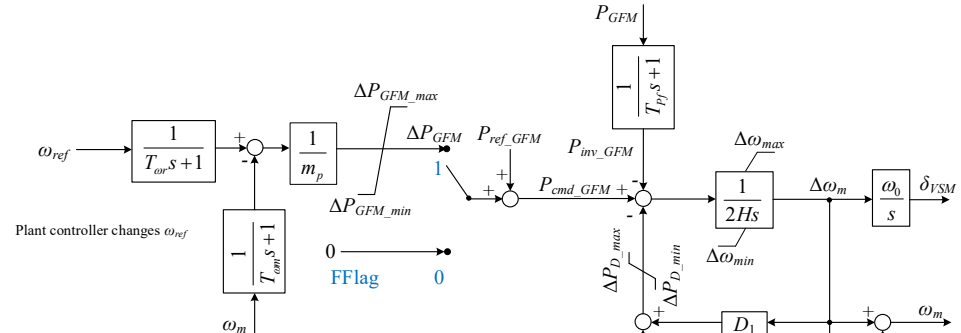 P_GFM
1
T_Pf s+1
ΔP_GFM_max
ΔP_GFM
P_ref_GFM
P_inv_GFM
Δω_max
ω_ref
1
T_ωr s+1
+
-
1
m_p
1
+
+
P_cmd_GFM
+
-
-
1
2Hs
Δω_m
ω_0
s
δ_VSM
ΔP_GFM_min
Δω_min
Plant controller changes ω_ref
1
T_ωm s+1
0
FFlag
0
ΔP_D_max
ΔP_D_min
ω_m
+
D_1
+
ω_m